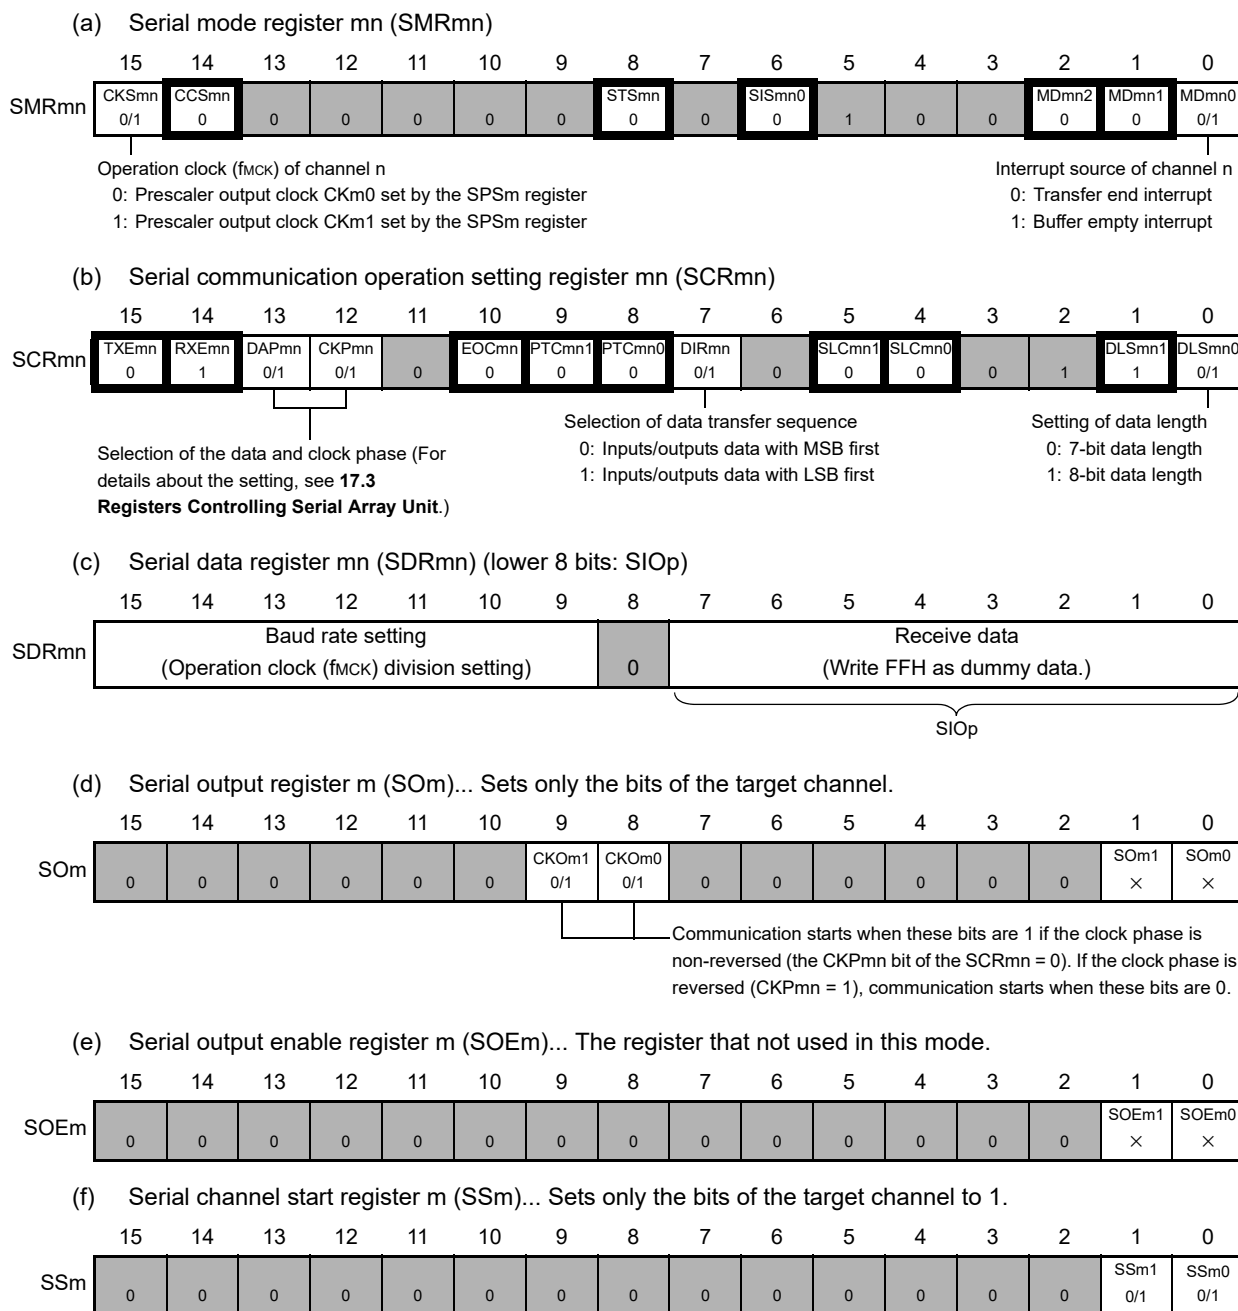 (a) Serial mode register mn (SMRmn)
15 14 13 12 11 10 9 8 7 6 5 4 3 2 1 0
SMRmn
CKSmn CCSmn STSmn SISmn0 MDmn2 MDmn1 MDmn0
0/1 0 0 0 0 0 0 0 0 0 1 0 0 0 0 0/1
Operation clock (fMCK) of channel n
0: Prescaler output clock CKm0 set by the SPSm register
1: Prescaler output clock CKm1 set by the SPSm register
Interrupt source of channel n
0: Transfer end interrupt
1: Buffer empty interrupt
(b) Serial communication operation setting register mn (SCRmn)
15 14 13 12 11 10 9 8 7 6 5 4 3 2 1 0
SCRmn
TXEmn RXEmn DAPmn CKPmn EOCmn PTCmn1 PTCmn0 DIRmn SLCmn1 SLCmn0 DLSmn1 DLSmn0
0 1 0/1 0/1 0 0 0 0 0/1 0 0 0 0 1 1 0/1
Selection of the data and clock phase (For
details about the setting, see 17.3
Registers Controlling Serial Array Unit.)
Selection of data transfer sequence
0: Inputs/outputs data with MSB first
1: Inputs/outputs data with LSB first
Setting of data length
0: 7-bit data length
1: 8-bit data length
(c) Serial data register mn (SDRmn) (lower 8 bits: SIOp)
15 14 13 12 11 10 9 8 7 6 5 4 3 2 1 0
SDRmn
Baud rate setting
(Operation clock (fMCK) division setting)
0
Receive data
(Write FFH as dummy data.)
SIOp
(d) Serial output register m (SOm)... Sets only the bits of the target channel.
15 14 13 12 11 10 9 8 7 6 5 4 3 2 1 0
SOm
CKOm1 CKOm0 SOm1 SOm0
0 0 0 0 0 0 0/1 0/1 0 0 0 0 0 0 × ×
Communication starts when these bits are 1 if the clock phase is
non-reversed (the CKPmn bit of the SCRmn = 0). If the clock phase is
reversed (CKPmn = 1), communication starts when these bits are 0.
(e) Serial output enable register m (SOEm)... The register that not used in this mode.
15 14 13 12 11 10 9 8 7 6 5 4 3 2 1 0
SOEm
SOEm1 SOEm0
0 0 0 0 0 0 0 0 0 0 0 0 0 0 × ×
(f) Serial channel start register m (SSm)... Sets only the bits of the target channel to 1.
15 14 13 12 11 10 9 8 7 6 5 4 3 2 1 0
SSm
SSm1 SSm0
0 0 0 0 0 0 0 0 0 0 0 0 0 0 0/1 0/1